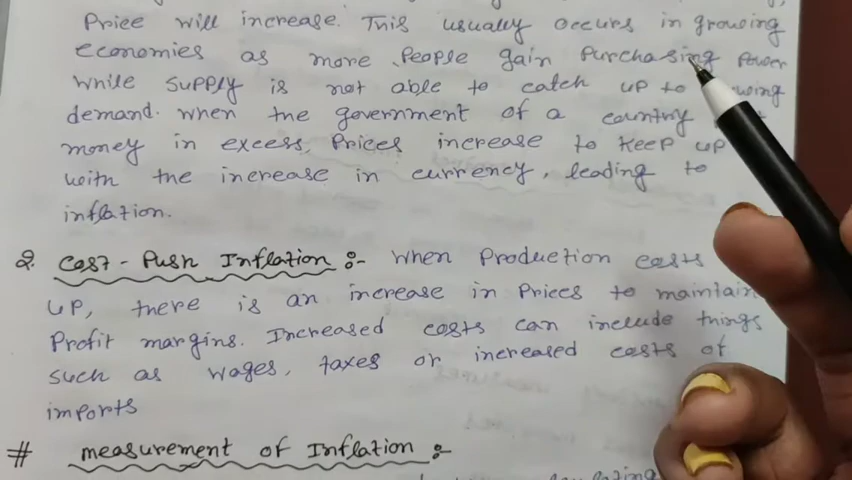 Price will increase. This usually occurs in growing
economies as more People gain Purchasing Power
while supply is not able to catch up to
demand. when the government of a country
money in excess, Prices increase to keep up
with the increase in currency, leading to
inflation.
2. Cost-Push Inflation :- When Production costs
up, there is an increase in Prices to maintain
Profit margins. Increased costs can include things
such as wages, taxes or increased costs of
imports
# measurement of Inflation :-